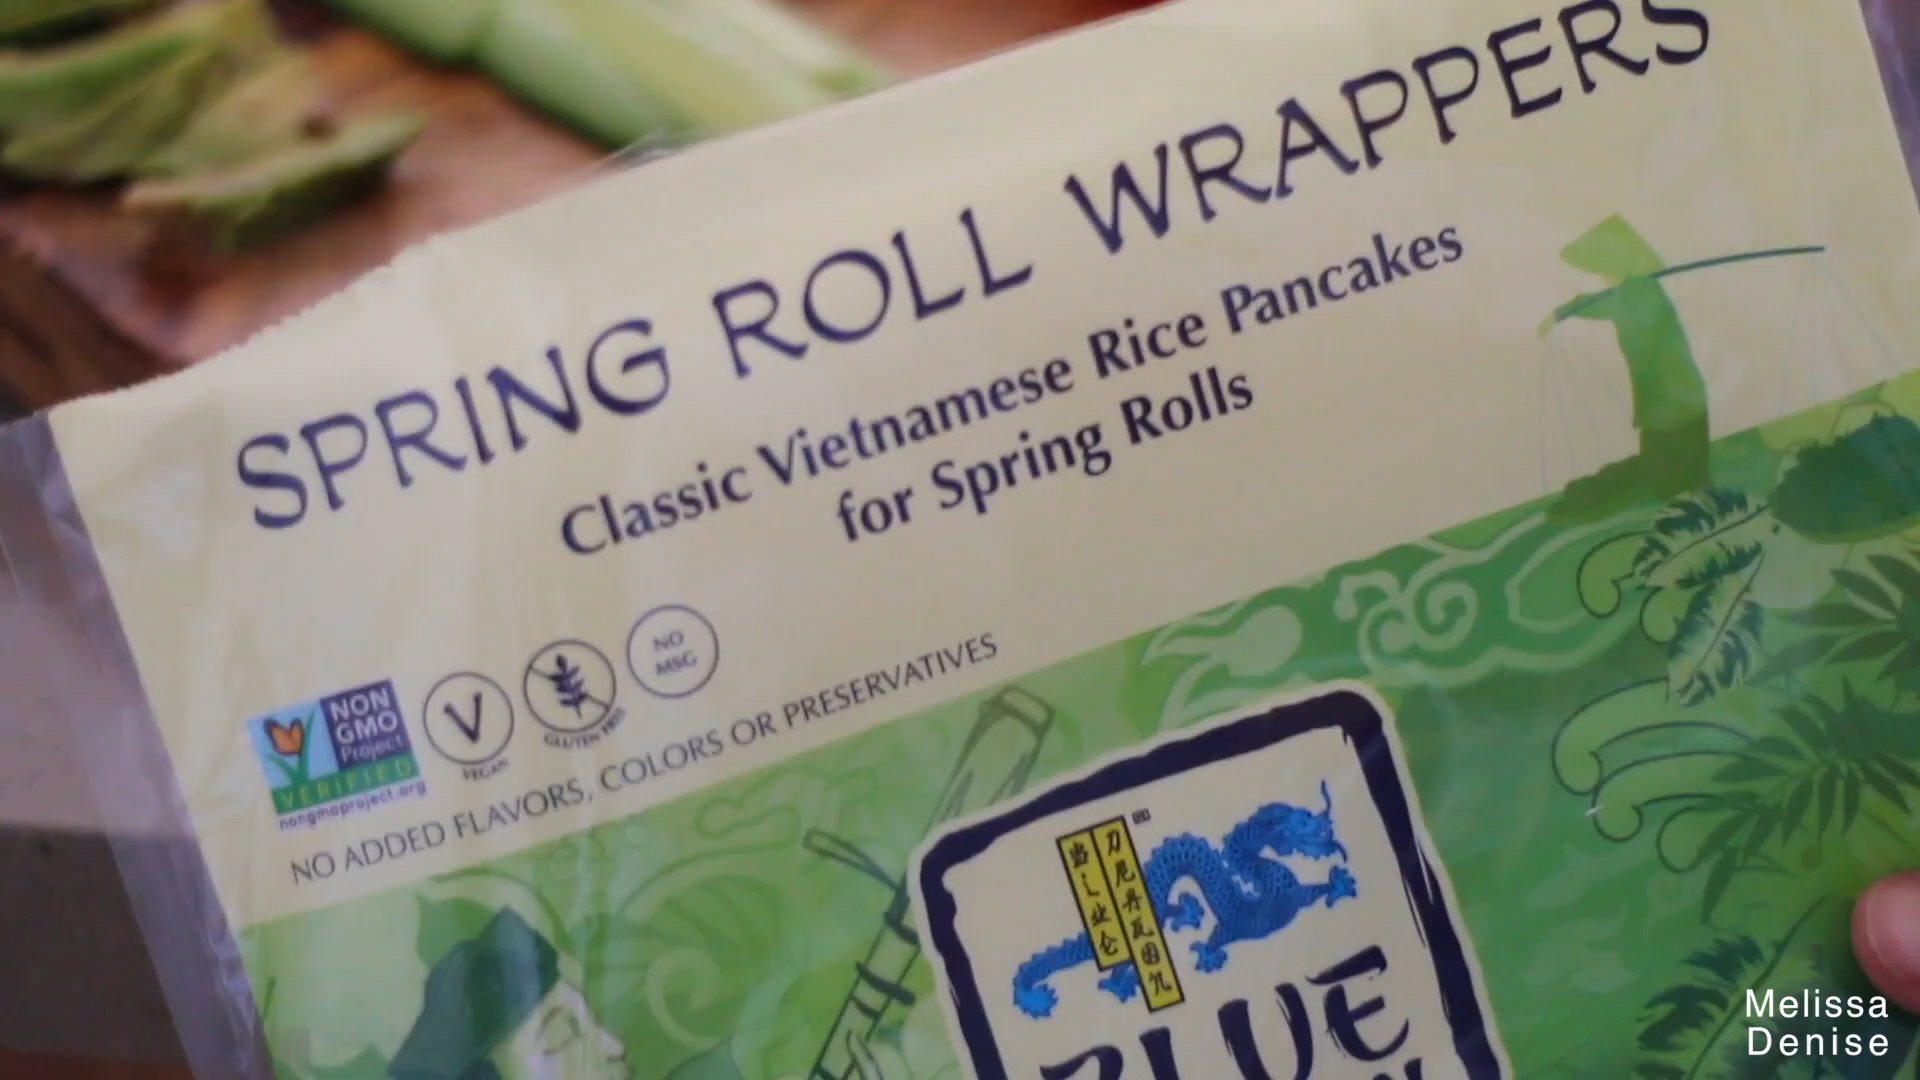 SPRING ROLL WRAPPERS
Classic Vietnamese Rice Pancakes
for Spring Rolls
NON
GMO
Project
VERIFIED
nongmoproject.org
V
VEGAN
GLUTEN FREE
NO
MSG
NO ADDED FLAVORS, COLORS OR PRESERVATIVES
BLUE
Melissa
Denise